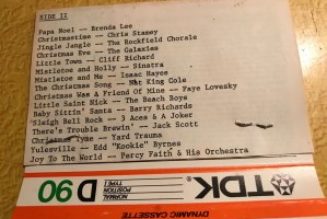 SIDE II
Papa Noel -- Brenda Lee
Christmastime -- Chris Stamey
Jingle Jangle -- The Rockfield Chorale
Christmas Eve -- The Galaxies
Little Town -- Cliff Richard
Mistletoe and Holly -- Sinatra
Mistletoe and Me -- Isaac Hayes
The Christmas Song -- Nat King Cole
Christmas Was A Friend Of Mine -- Faye Lovesky
Little Saint Nick -- The Beach Boys
Baby Sittin' Santa -- Barry Richards
Sleigh Bell Rock -- 3 Aces & A Joker
There's Trouble Brewin' -- Jack Scott
Christmas Tyme -- Yard Trauma
Yulesville -- Edd "Kookie" Byrnes
Joy To The World -- Percy Faith & His Orchestra
TDK
D 90
NORMAL POSITION
TYPE I
DYNAMIC CASSETTE